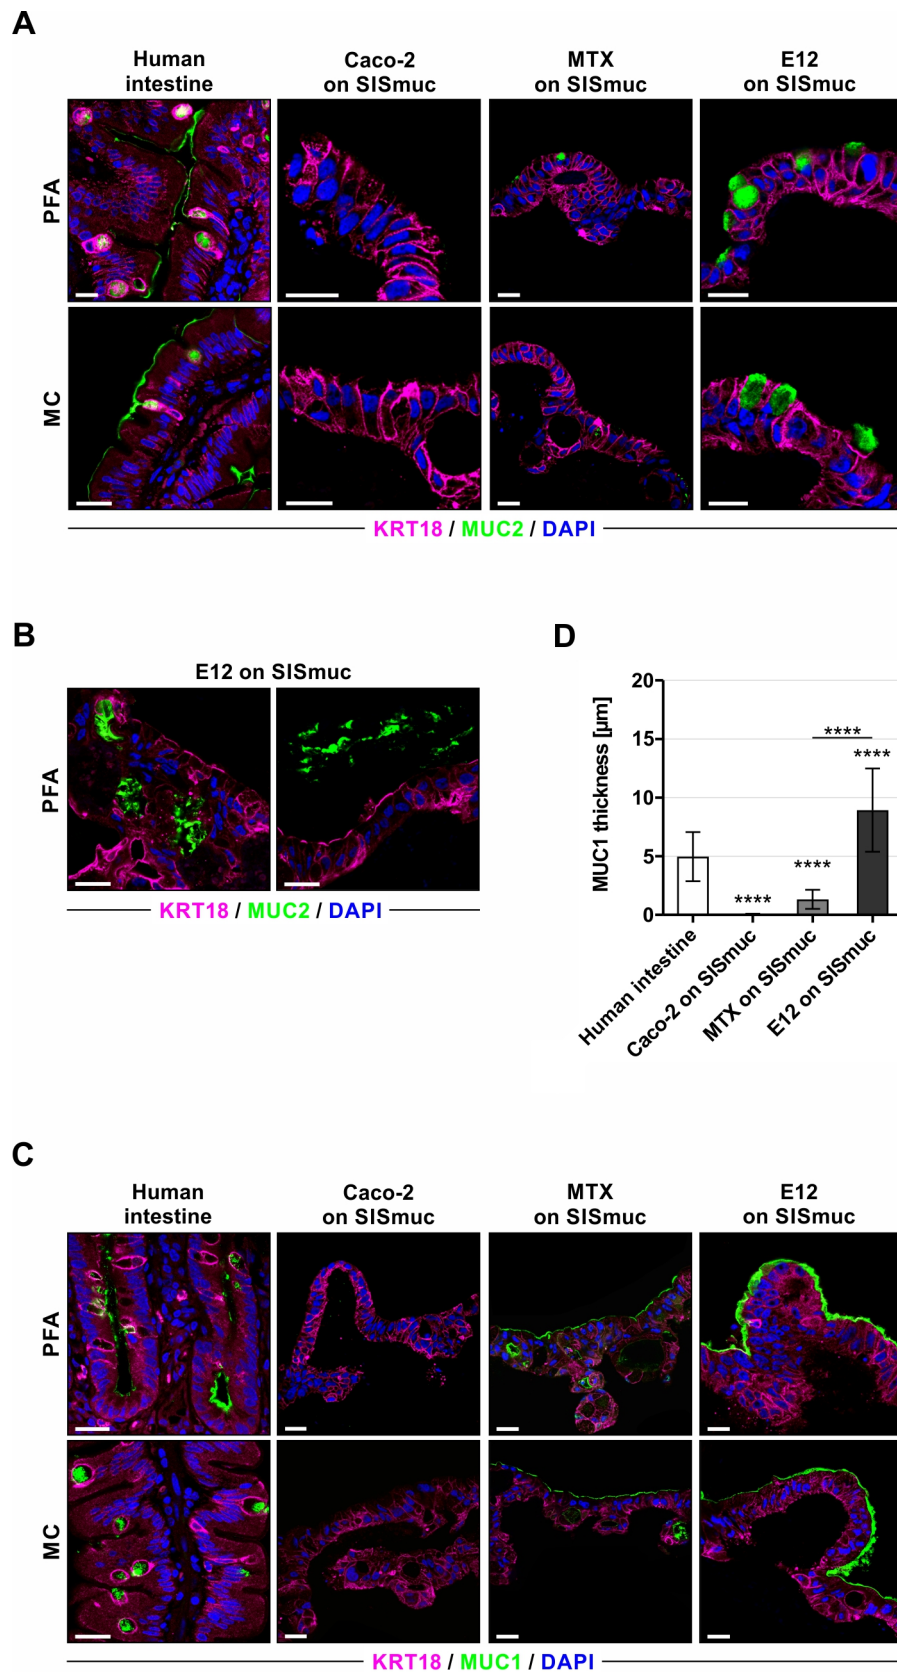 A
Human
intestine
Caco-2
on SISmuc
MTX
on SISmuc
E12
on SISmuc
PFA
MC
KRT18 / MUC2 / DAPI
B
E12 on SISmuc
PFA
KRT18 / MUC2 / DAPI
D
MUC1 thickness [µm]
20
15
10
5
0
****
****
****
****
Human intestine
Caco-2 on SISmuc
MTX on SISmuc
E12 on SISmuc
C
Human
intestine
Caco-2
on SISmuc
MTX
on SISmuc
E12
on SISmuc
PFA
MC
KRT18 / MUC1 / DAPI